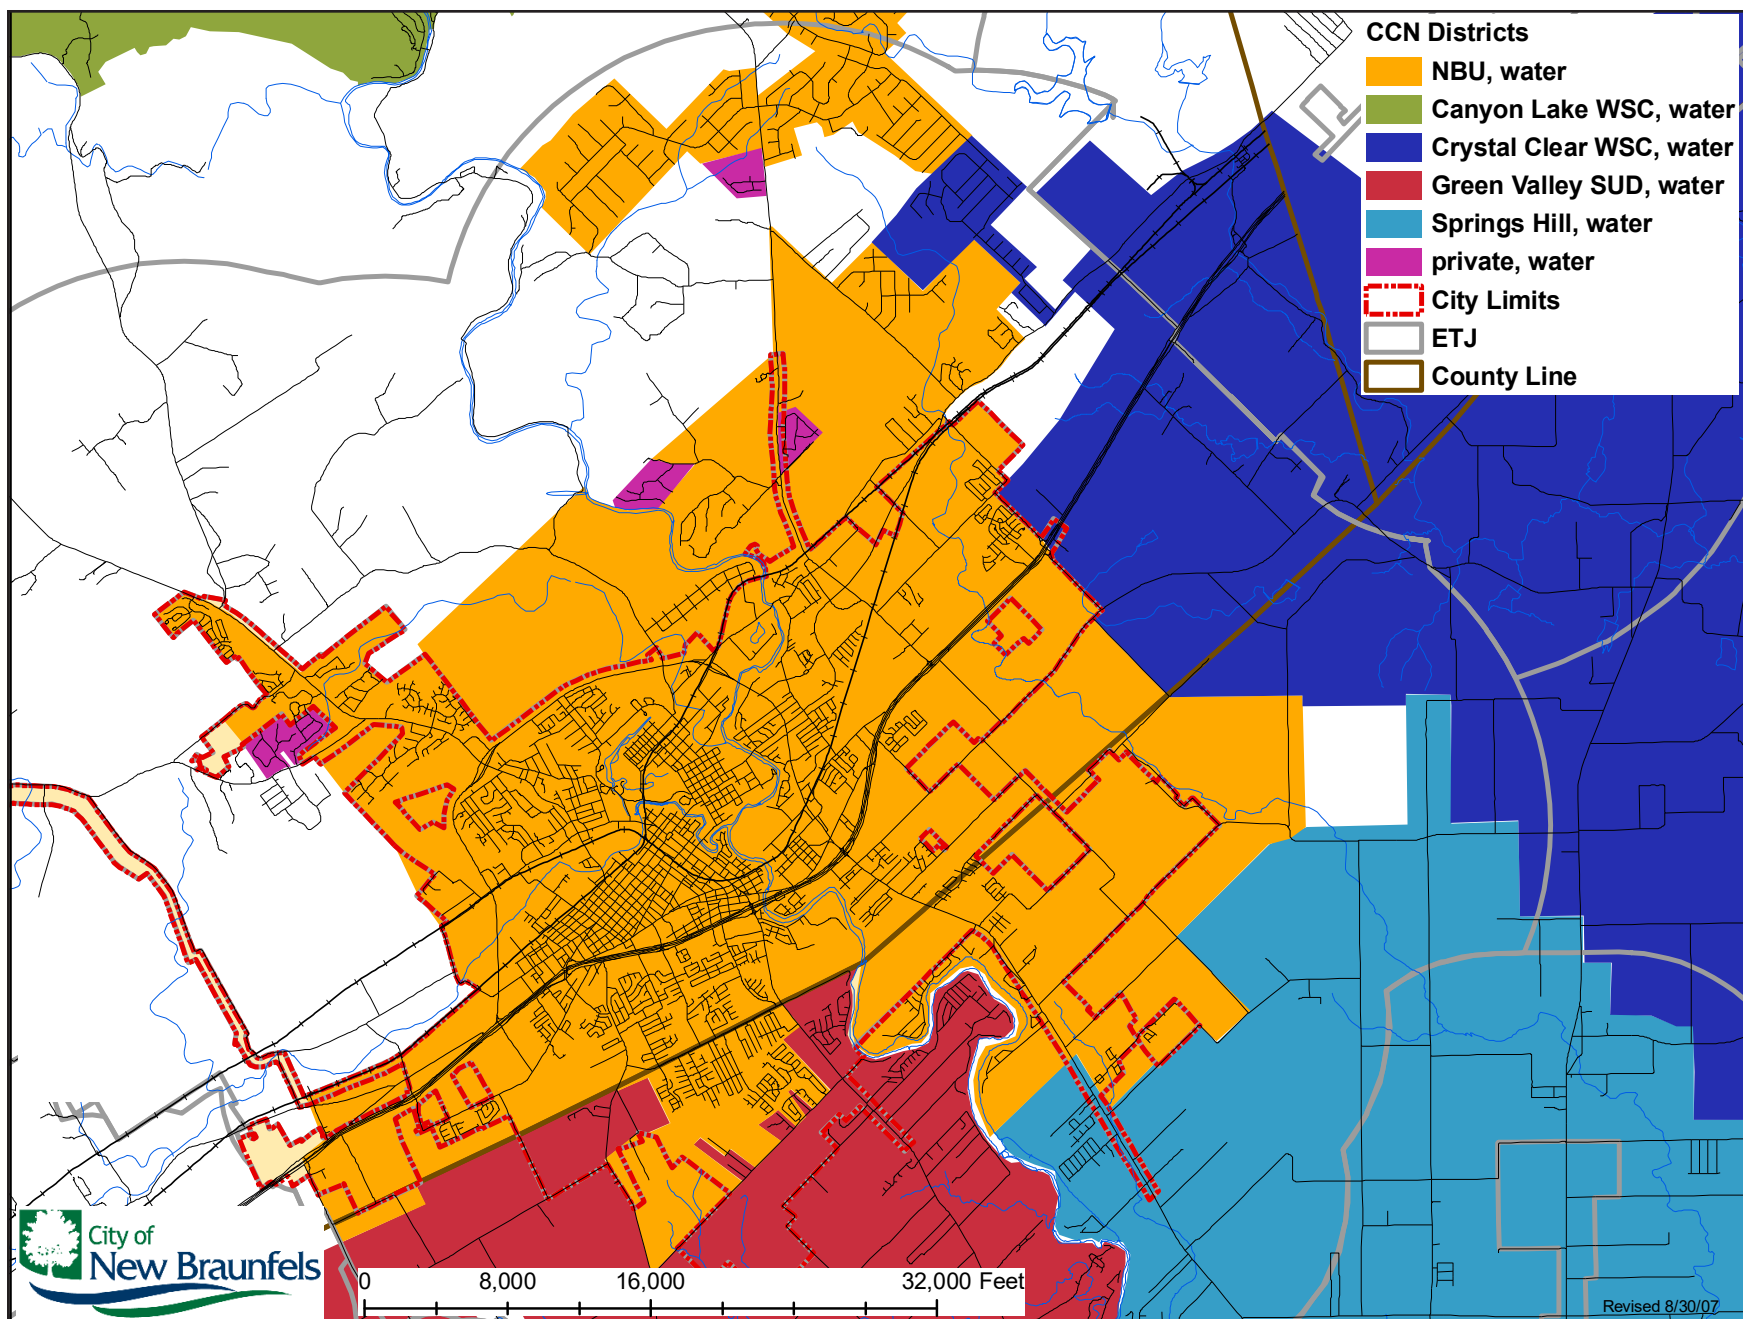 CCN Districts
NBU, water
Canyon Lake WSC, water
Crystal Clear WSC, water
Green Valley SUD, water
Springs Hill, water
private, water
City Limits
ETJ
County Line
City of
New Braunfels
0 8,000 16,000 32,000 Feet
Revised 8/30/07